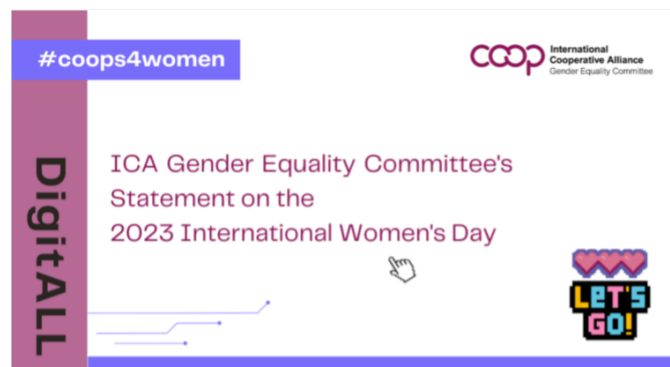 #coops4women
coop
International
Cooperative Alliance
Gender Equality Committee
DigitALL
ICA Gender Equality Committee's
Statement on the
2023 International Women's Day
LET'S
GO!